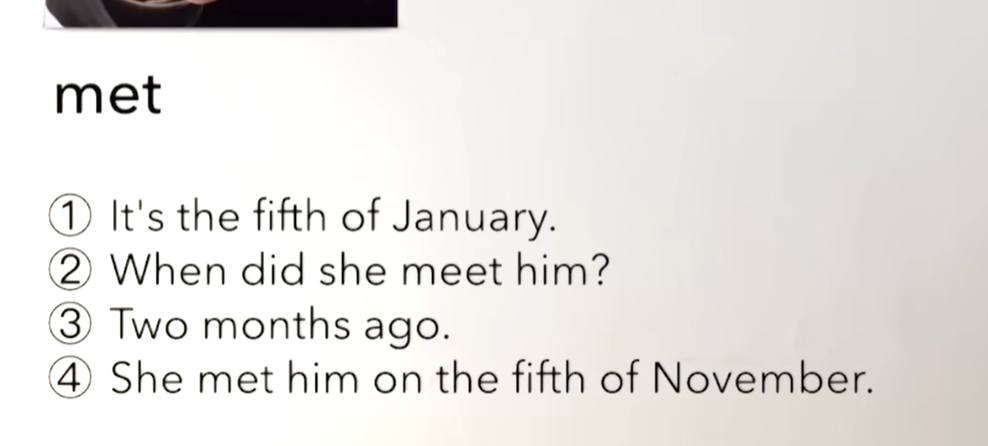 met
① It's the fifth of January.
② When did she meet him?
③ Two months ago.
④ She met him on the fifth of November.